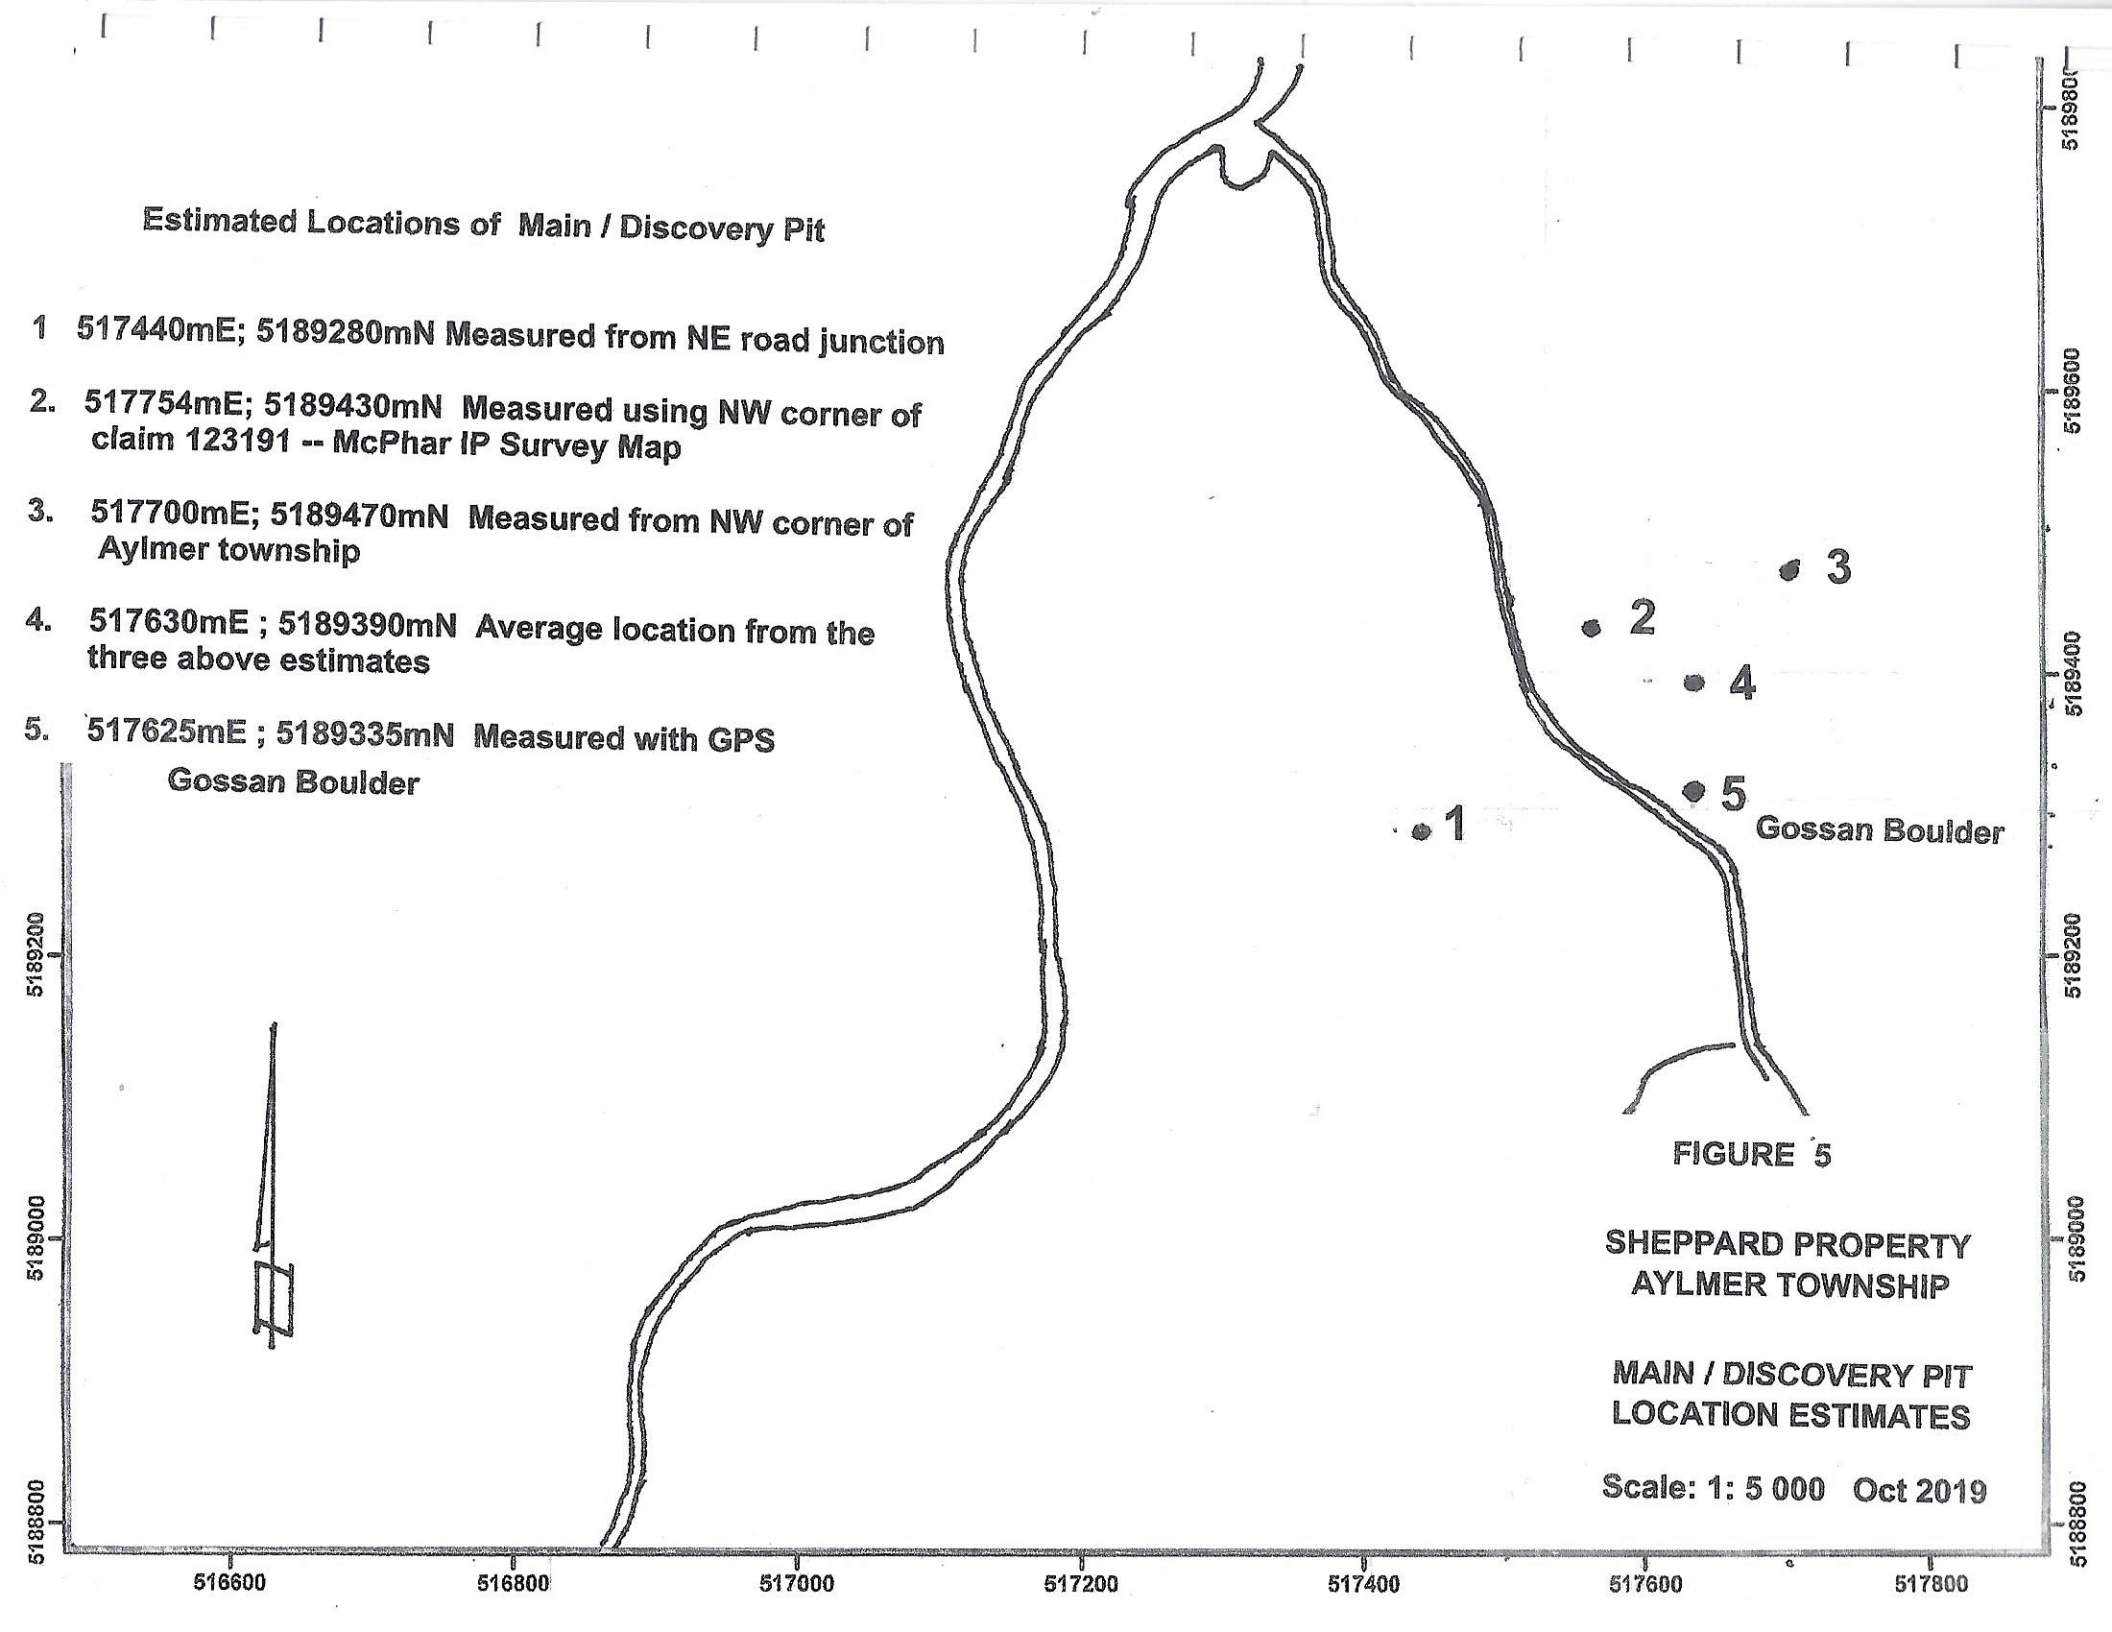 Estimated Locations of Main / Discovery Pit
1 517440mE; 5189280mN Measured from NE road junction
2. 517754mE; 5189430mN Measured using NW corner of
claim 123191 -- McPhar IP Survey Map
3. 517700mE; 5189470mN Measured from NW corner of
Aylmer township
4. 517630mE ; 5189390mN Average location from the
three above estimates
5. 517625mE ; 5189335mN Measured with GPS
Gossan Boulder
3
2
4
5
Gossan Boulder
1
5189800
5189600
5189400
5189200
5189000
5188800
5189200
5189000
5188800
516600
516800
517000
517200
517400
517600
517800
FIGURE 5
SHEPPARD PROPERTY
AYLMER TOWNSHIP
MAIN / DISCOVERY PIT
LOCATION ESTIMATES
Scale: 1: 5 000 Oct 2019